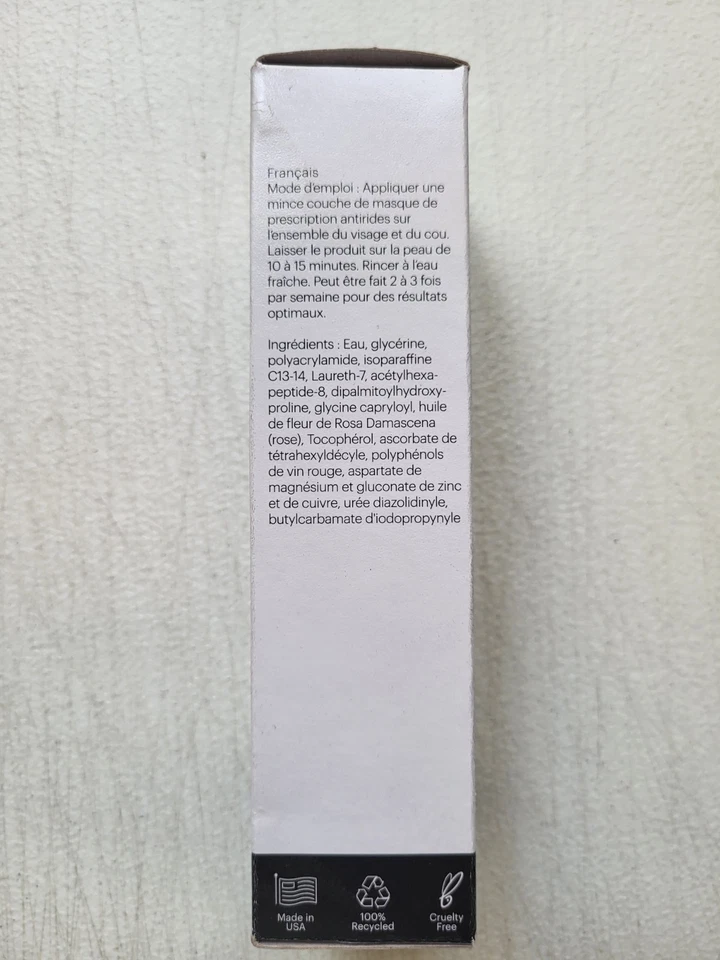 Français
Mode d'emploi : Appliquer une
mince couche de masque de
prescription antirides sur
l'ensemble du visage et du cou.
Laisser le produit sur la peau de
10 à 15 minutes. Rincer à l'eau
fraîche. Peut être fait 2 à 3 fois
par semaine pour des résultats
optimaux.
Ingrédients : Eau, glycérine,
polyacrylamide, isoparaffine
C13-14, Laureth-7, acétylhexa-
peptide-8, dipalmitoylhydroxy-
proline, glycine capryloyl, huile
de fleur de Rosa Damascena
(rose), Tocophérol, ascorbate de
tétrahexyldécyle, polyphénols
de vin rouge, aspartate de
magnésium et gluconate de zinc
et de cuivre, urée diazolidinyle,
butylcarbamate d'iodopropynyle
Made in
USA
100%
Recycled
Cruelty
Free